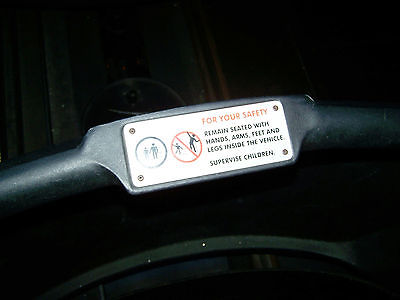 FOR YOUR SAFETY
REMAIN SEATED WITH
HANDS, ARMS, FEET AND
LEGS INSIDE THE VEHICLE.
SUPERVISE CHILDREN.